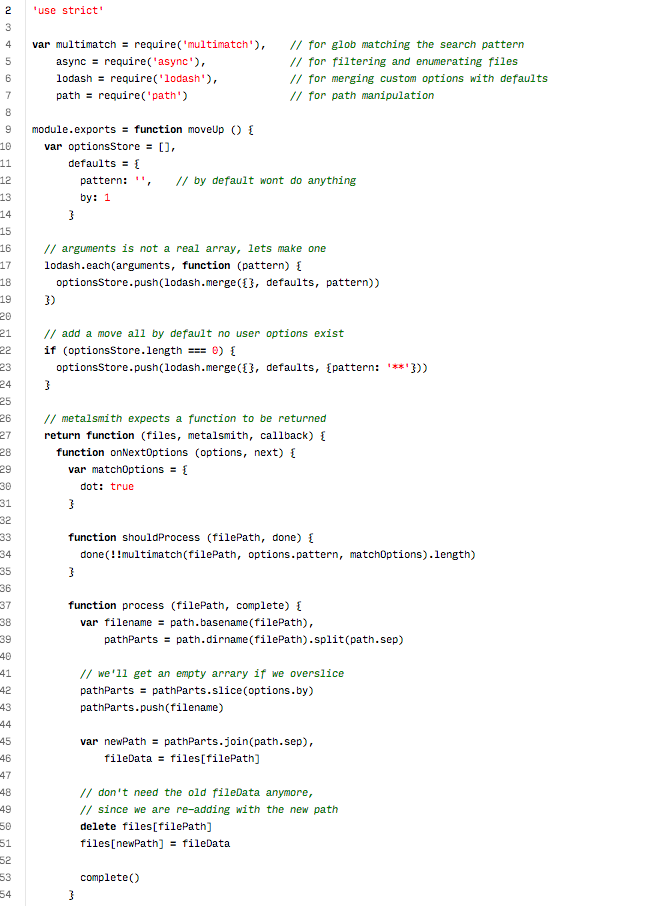 2 'use strict'
3
4 var multimatch = require('multimatch'),    // for glob matching the search pattern
5     async = require('async'),              // for filtering and enumerating files
6     lodash = require('lodash'),            // for merging custom options with defaults
7     path = require('path')                 // for path manipulation
8
9 module.exports = function moveUp () {
10   var optionsStore = [],
11       defaults = {
12         pattern: '',    // by default wont do anything
13         by: 1
14       }
15
16   // arguments is not a real array, lets make one
17   lodash.each(arguments, function (pattern) {
18     optionsStore.push(lodash.merge({}, defaults, pattern))
19   })
20
21   // add a move all by default no user options exist
22   if (optionsStore.length === 0) {
23     optionsStore.push(lodash.merge({}, defaults, {pattern: '**'}))
24   }
25
26   // metalsmith expects a function to be returned
27   return function (files, metalsmith, callback) {
28     function onNextOptions (options, next) {
29       var matchOptions = {
30         dot: true
31       }
32
33       function shouldProcess (filePath, done) {
34         done(!!multimatch(filePath, options.pattern, matchOptions).length)
35       }
36
37       function process (filePath, complete) {
38         var filename = path.basename(filePath),
39             pathParts = path.dirname(filePath).split(path.sep)
40
41         // we'll get an empty arrary if we overslice
42         pathParts = pathParts.slice(options.by)
43         pathParts.push(filename)
44
45         var newPath = pathParts.join(path.sep),
46             fileData = files[filePath]
47
48         // don't need the old fileData anymore,
49         // since we are re-adding with the new path
50         delete files[filePath]
51         files[newPath] = fileData
52
53         complete()
54       }